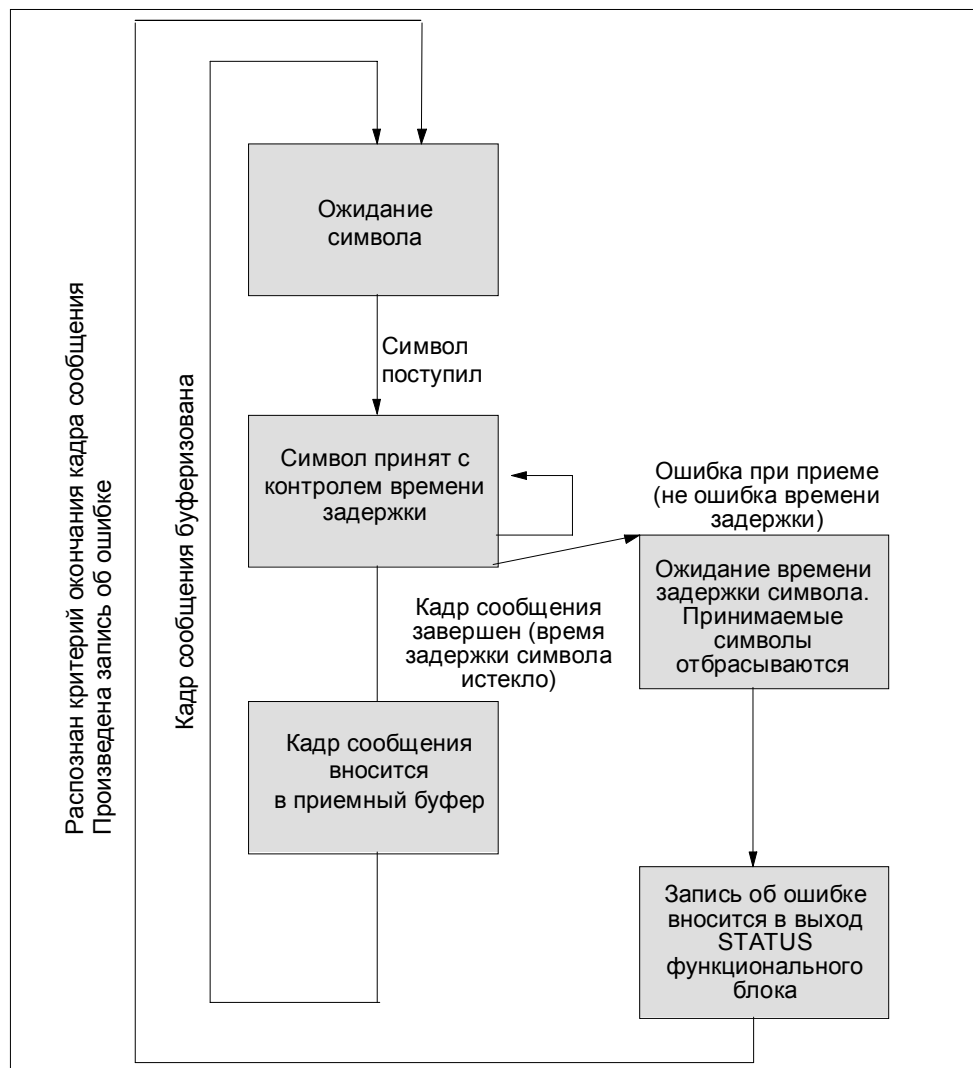 Ожидание
символа
Символ
поступил
Символ принят с
контролем времени
задержки
Ошибка при приеме
(не ошибка времени
задержки)
Ожидание времени
задержки символа.
Принимаемые
символы
отбрасываются
Кадр сообщения
завершен (время
задержки символа
истекло)
Кадр сообщения
вносится
в приемный буфер
Запись об ошибке
вносится в выход
STATUS
функционального
блока
Распознан критерий окончания кадра сообщения
Произведена запись об ошибке
Кадр сообщения буферизована